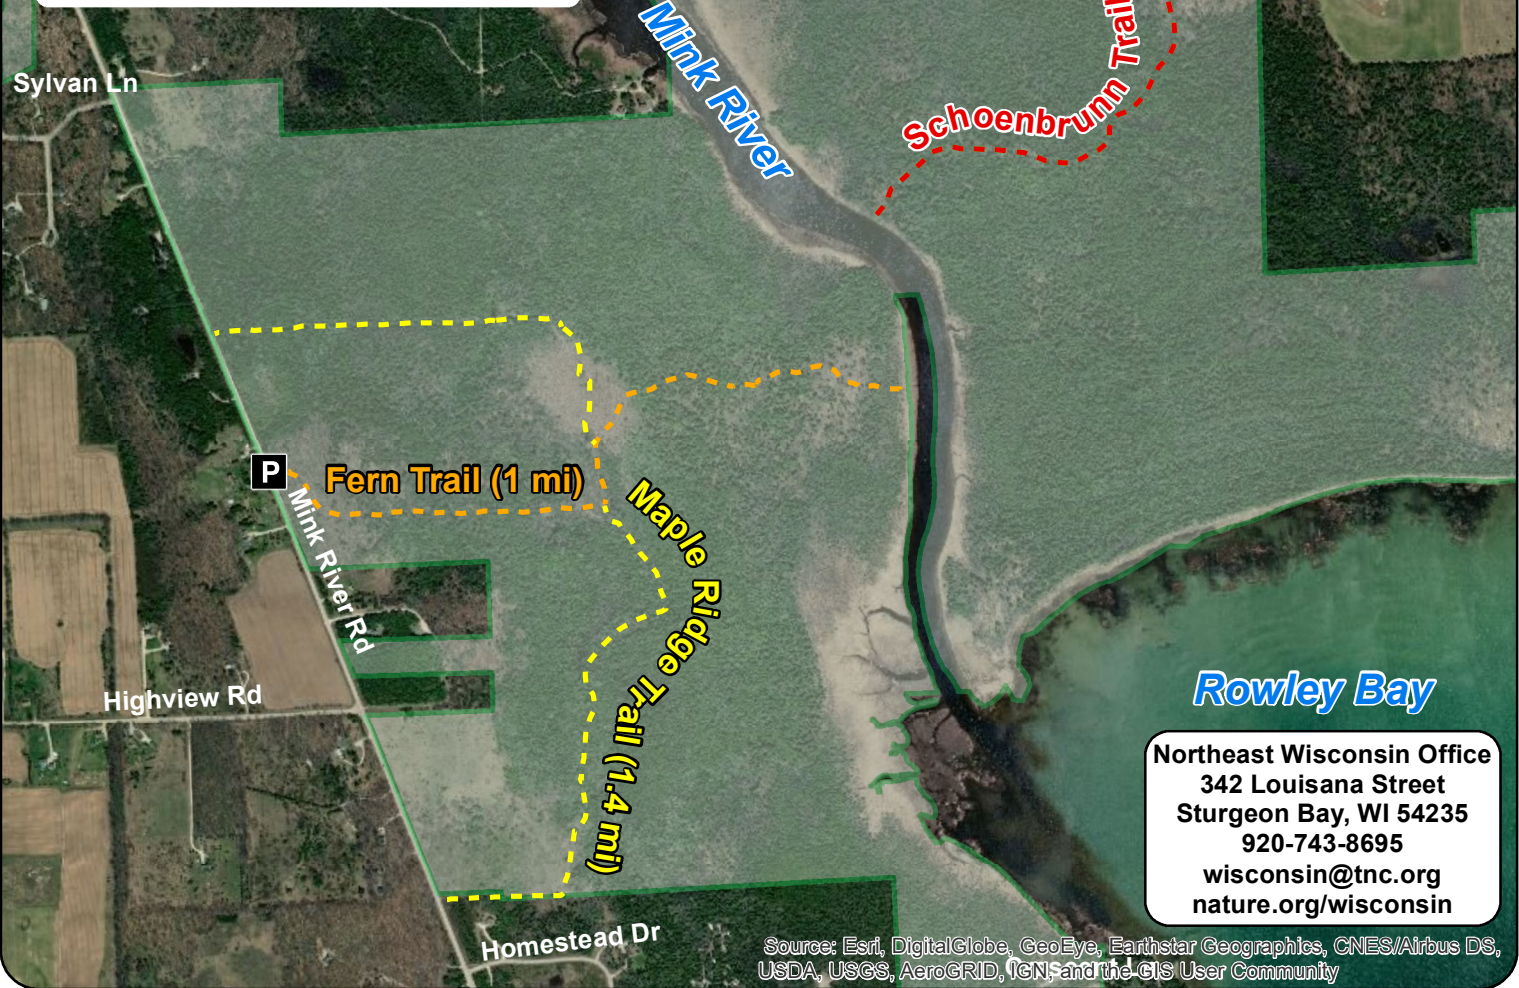 Mink River
Schoenbrunn Trail
Sylvan Ln
P
Fern Trail (1 mi)
Mink River Rd
Maple Ridge Trail (1.4 mi)
Highview Rd
Rowley Bay
Northeast Wisconsin Office
342 Louisana Street
Sturgeon Bay, WI 54235
920-743-8695
wisconsin@tnc.org
nature.org/wisconsin
Homestead Dr
Source: Esri, DigitalGlobe, GeoEye, Earthstar Geographics, CNES/Airbus DS,
USDA, USGS, AeroGRID, IGN, and the GIS User Community